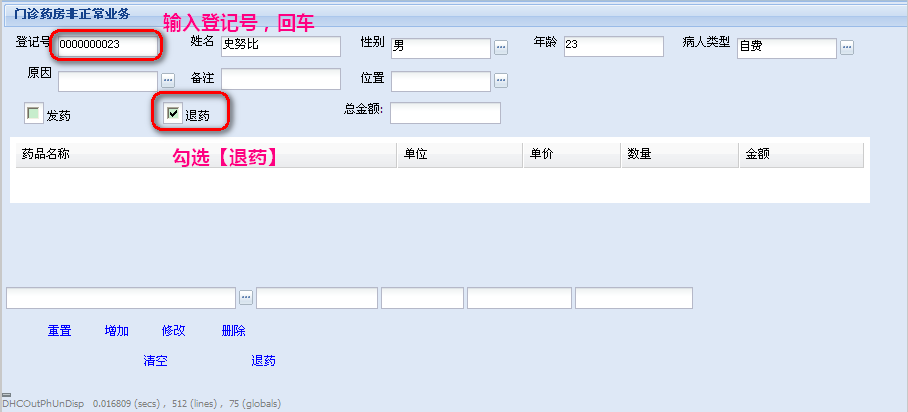 门诊药房非正常业务
输入登记号，回车
登记号 0000000023 姓名 史努比 性别 男 年龄 23 病人类型 自费
原因 备注 位置
发药 退药 总金额:
勾选【退药】
药品名称 单位 单价 数量 金额
重置 增加 修改 删除
清空 退药
DHCOutPhUnDisp 0.016809 (secs) , 512 (lines) , 75 (globals)